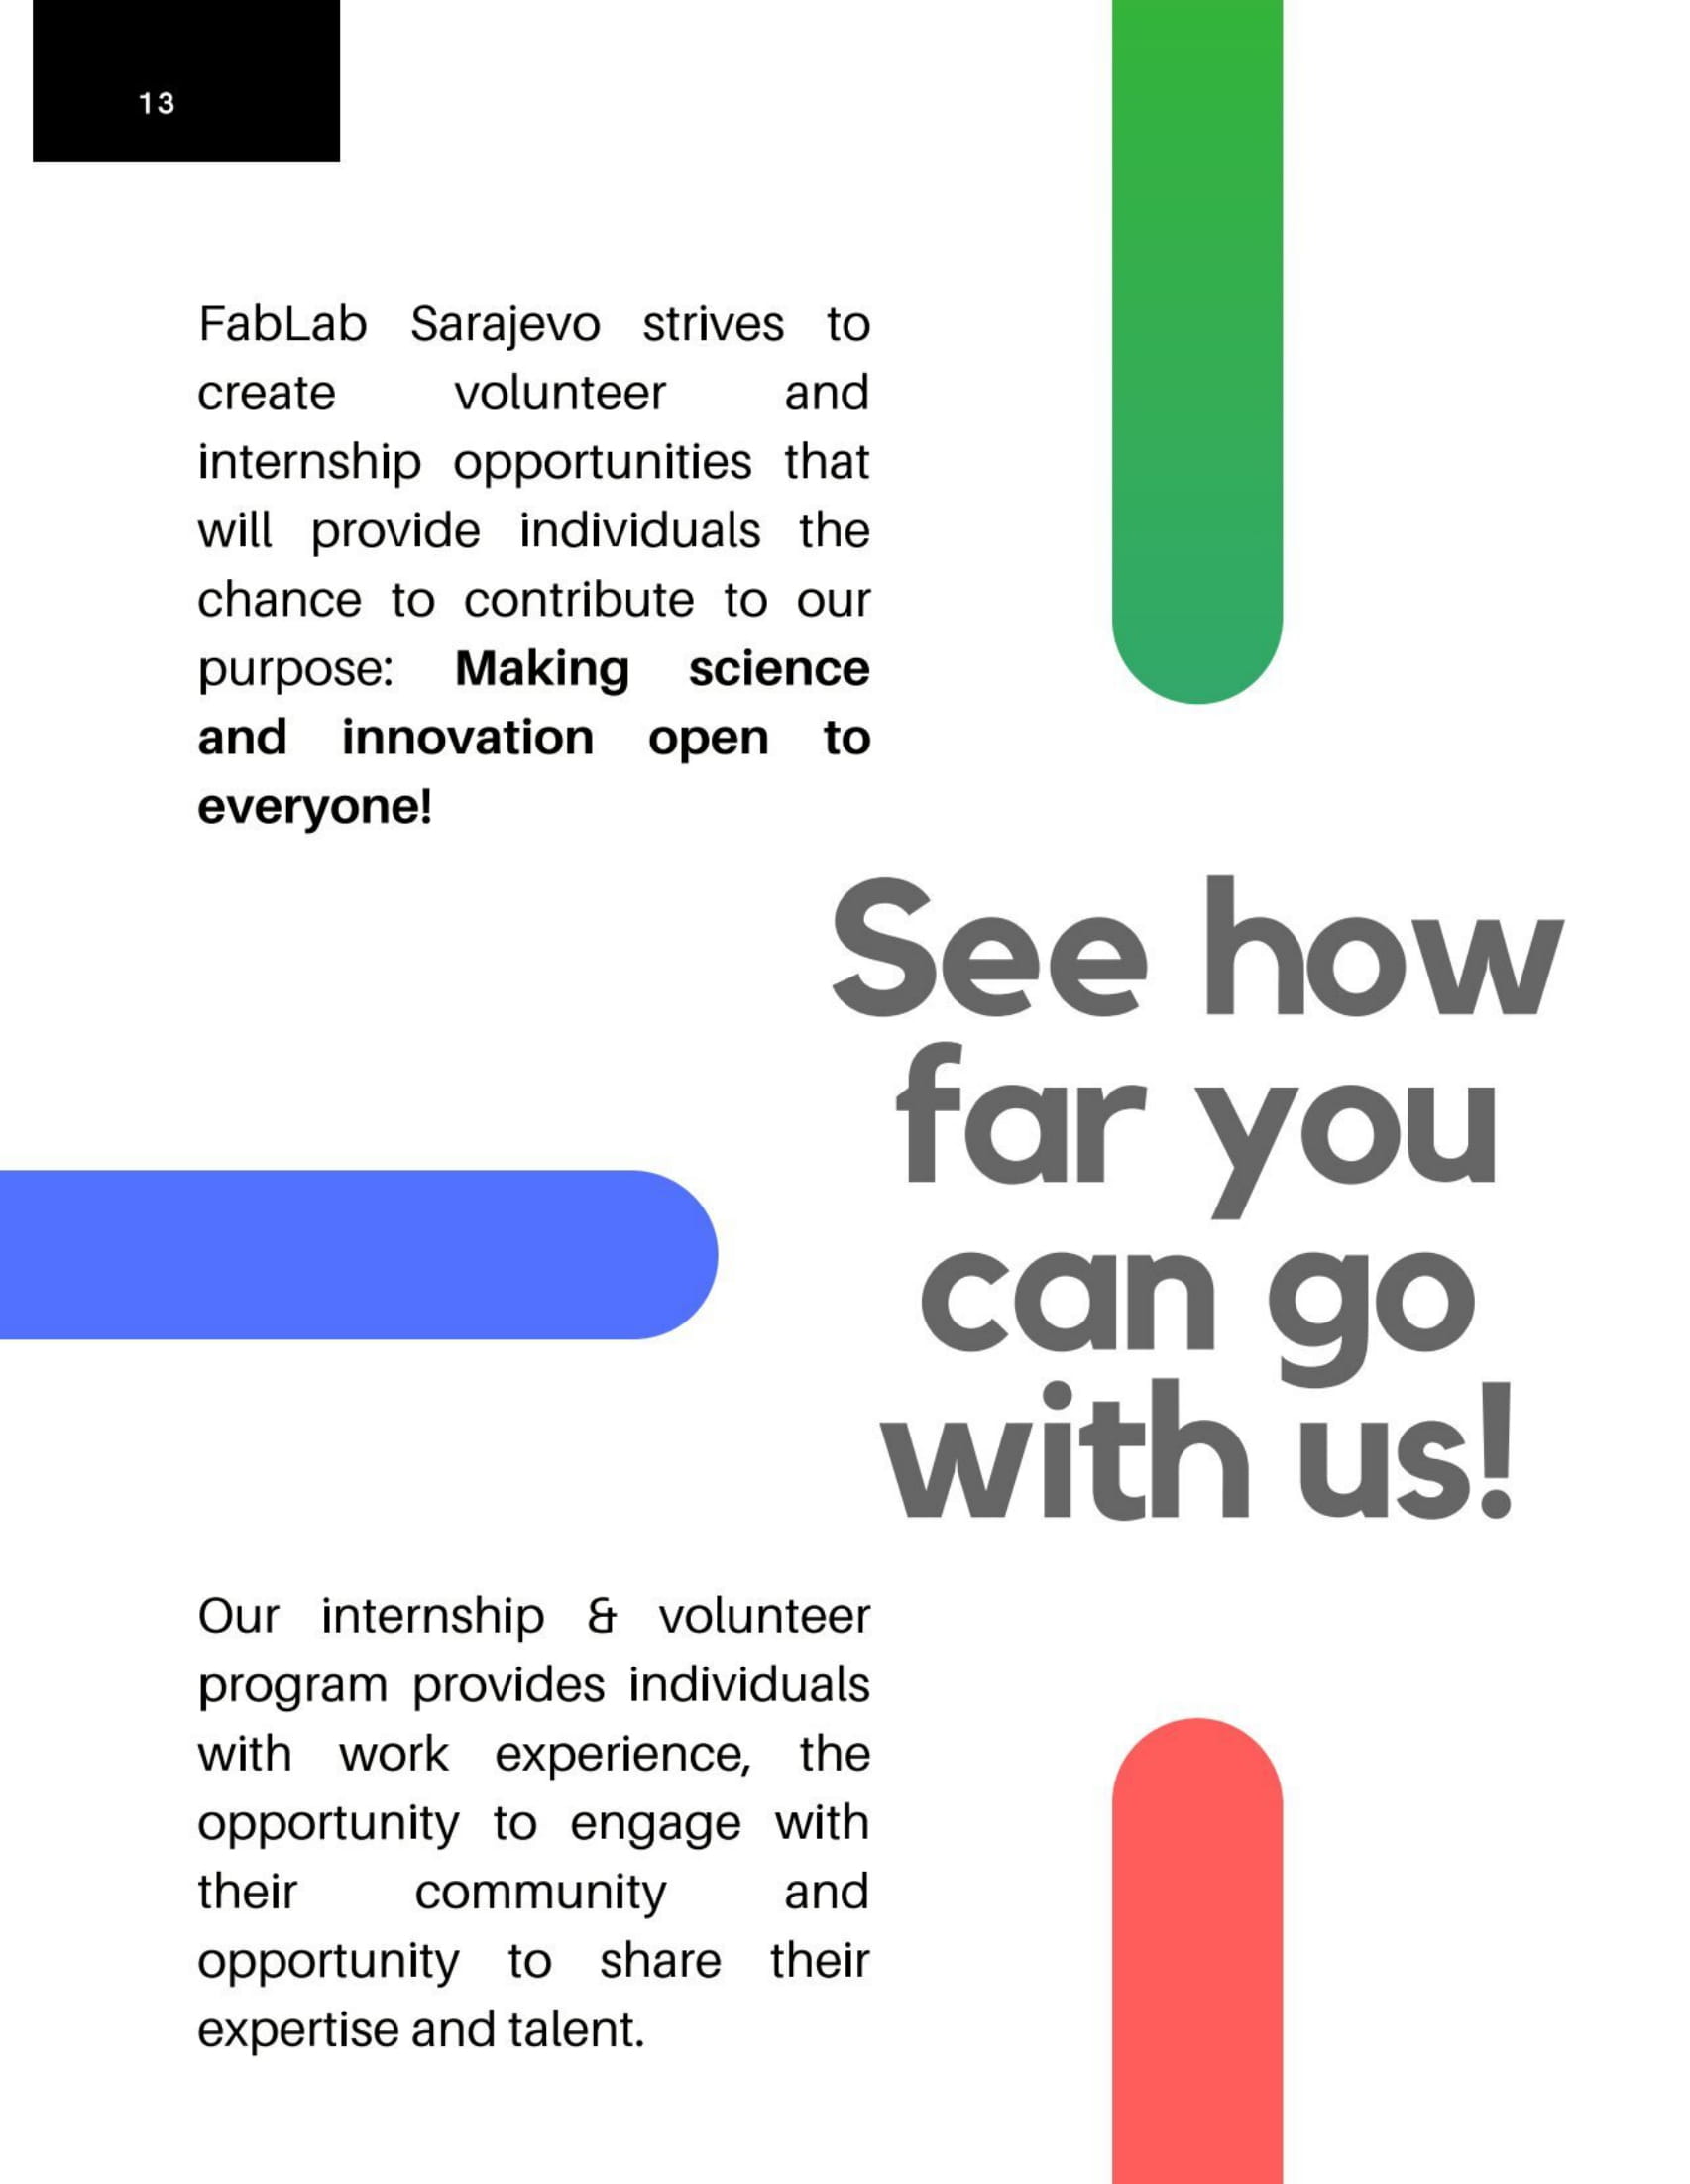 13
FabLab Sarajevo strives to
create volunteer and
internship opportunities that
will provide individuals the
chance to contribute to our
purpose: Making science
and innovation open to
everyone!
See how
far you
can go
with us!
Our internship & volunteer
program provides individuals
with work experience, the
opportunity to engage with
their community and
opportunity to share their
expertise and talent.